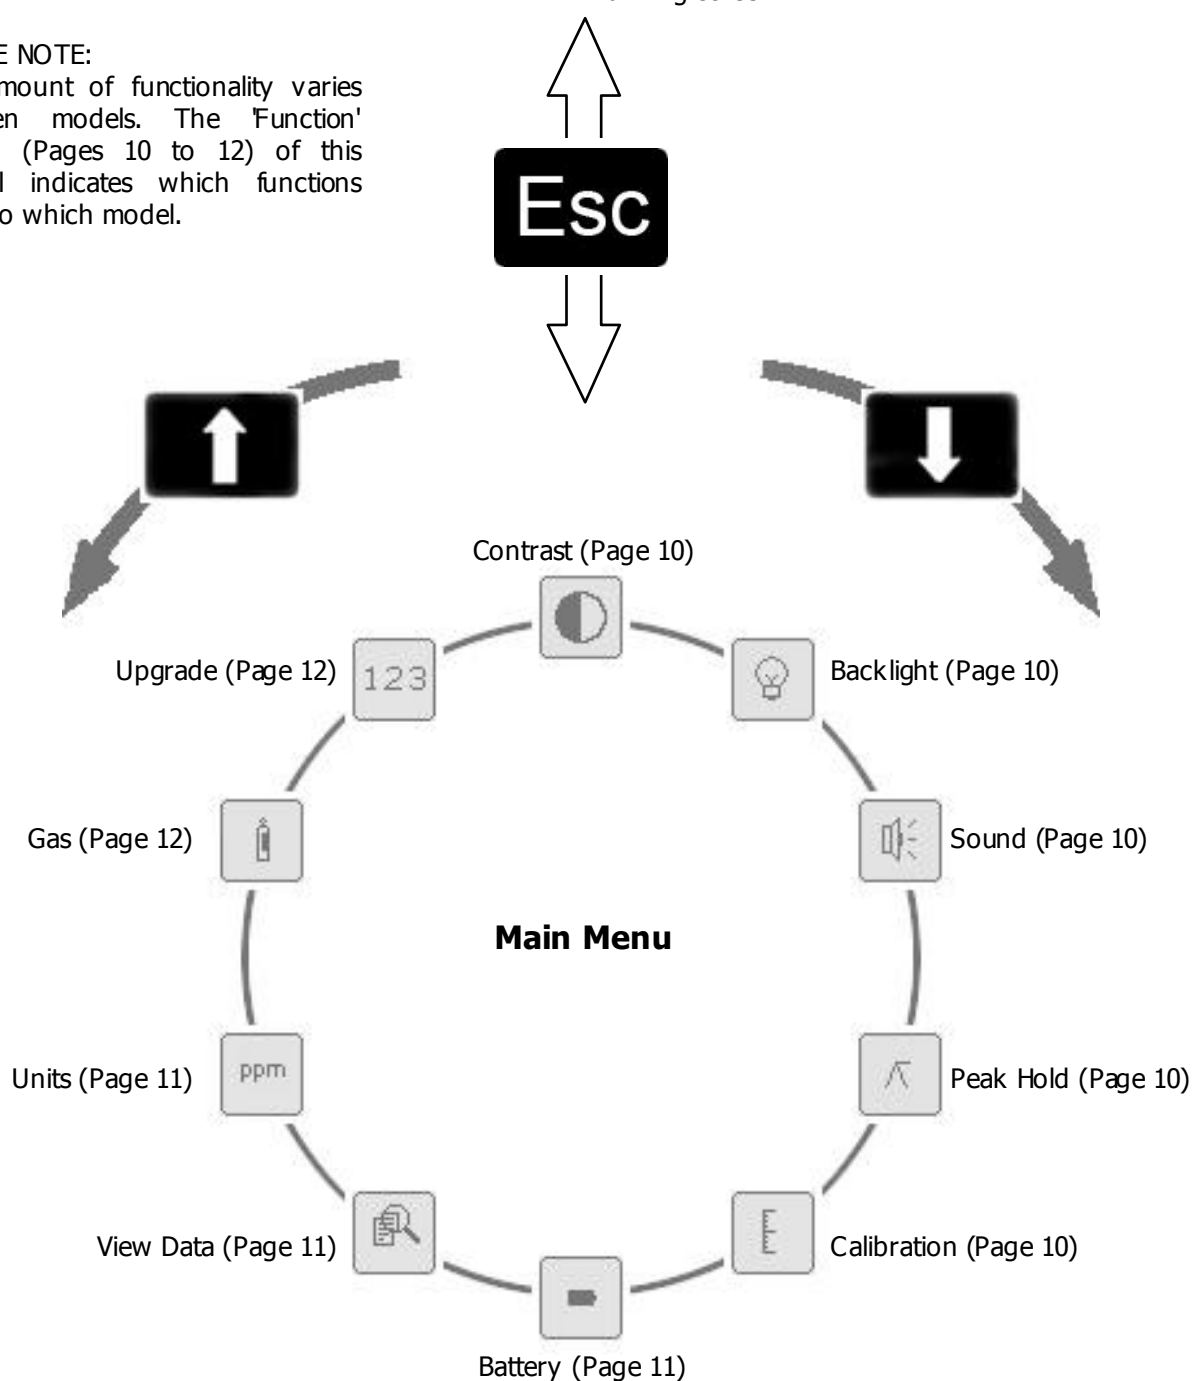 E NOTE:
mount of functionality varies
en models. The 'Function'
(Pages 10 to 12) of this
l indicates which functions
o which model.
Esc
Contrast (Page 10)
Upgrade (Page 12)
123
Backlight (Page 10)
Gas (Page 12)
Sound (Page 10)
Main Menu
Units (Page 11)
ppm
Peak Hold (Page 10)
View Data (Page 11)
Calibration (Page 10)
Battery (Page 11)